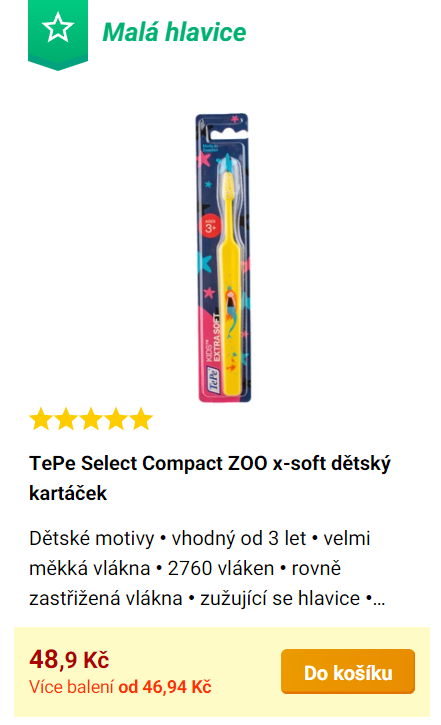 Malá hlavice
3+
KIDS™
EXTRA SOFT
TePe
TePe Select Compact ZOO x-soft dětský
kartáček
Dětské motivy • vhodný od 3 let • velmi
měkká vlákna • 2760 vláken • rovně
zastřižená vlákna • zužující se hlavice •...
48,9 Kč
Více balení od 46,94 Kč
Do košíku